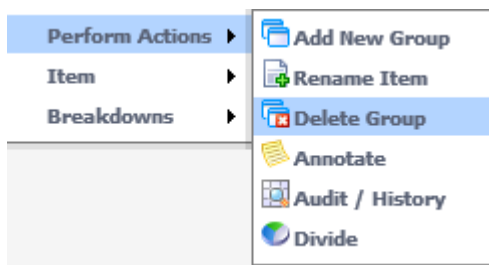 Perform Actions
Item
Breakdowns
Add New Group
Rename Item
Delete Group
Annotate
Audit / History
Divide